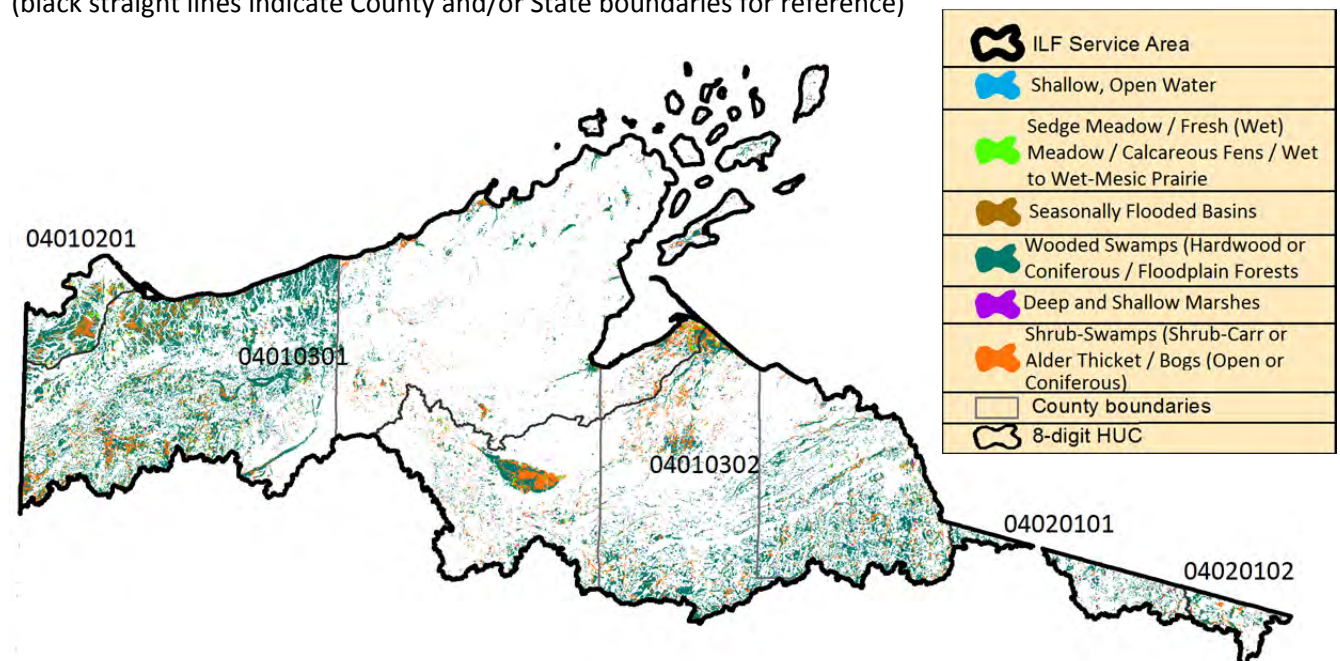 (black straight lines indicate County and/or State boundaries for reference)
ILF Service Area
Shallow, Open Water
Sedge Meadow / Fresh (Wet)
Meadow / Calcareous Fens / Wet
to Wet-Mesic Prairie
Seasonally Flooded Basins
Wooded Swamps (Hardwood or
Coniferous / Floodplain Forests
Deep and Shallow Marshes
Shrub-Swamps (Shrub-Carr or
Alder Thicket / Bogs (Open or
Coniferous)
County boundaries
8-digit HUC
04010201
04010301
04010302
04020101
04020102